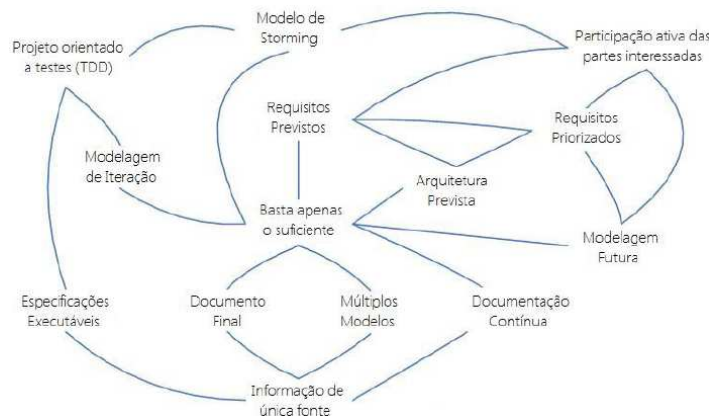 Modelo de
Storming
Projeto orientado
a testes (TDD)
Participação ativa das
partes interessadas
Requisitos
Previstos
Requisitos
Priorizados
Modelagem
de Iteração
Arquitetura
Prevista
Basta apenas
o suficiente
Modelagem
Futura
Especificações
Executáveis
Documento
Final
Múltiplos
Modelos
Documentação
Contínua
Informação de
única fonte